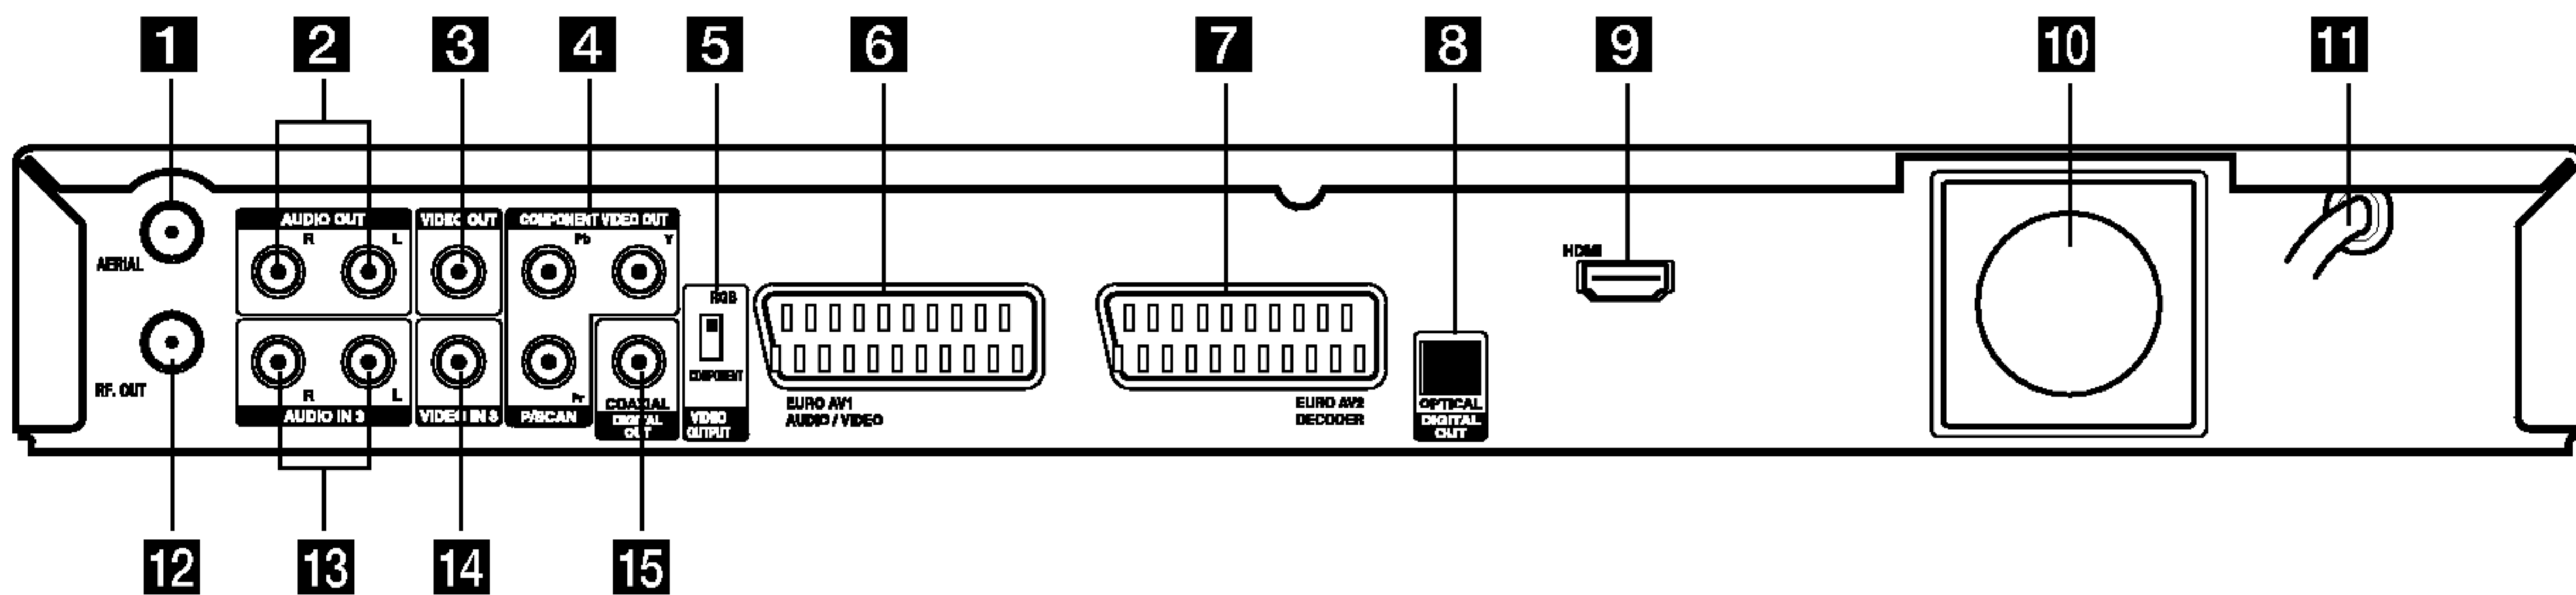 1 2 3 4 5 6 7 8 9 10 11
AERIAL
RF. OUT
AUDIO OUT
R L
R L
AUDIO IN 3
VIDEO OUT
VIDEO IN 3
COMPONENT VIDEO OUT
Pb Y
Pr
P/SCAN
COAXIAL
DIGITAL
OUT
RGB
COMPONENT
VIDEO
OUTPUT
EURO AV1
AUDIO / VIDEO
EURO AV2
DECODER
OPTICAL
DIGITAL
OUT
HDMI
12 13 14 15